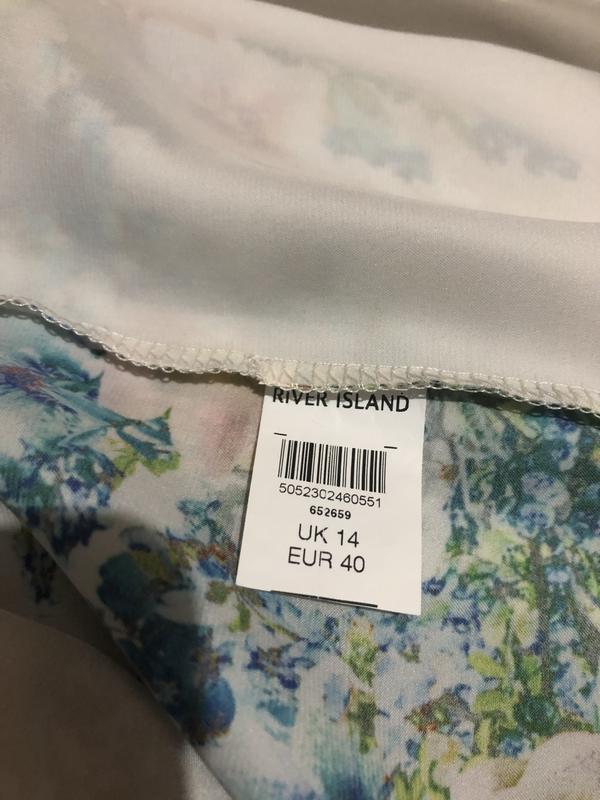 RIVER ISLAND
5052302460551
652659
UK 14
EUR 40